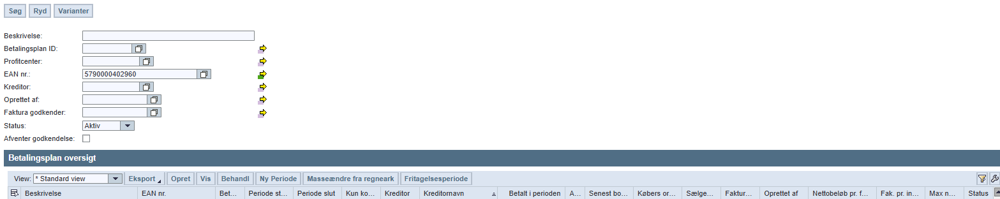 Søg Ryd Varianter
Beskrivelse:
Betalingsplan ID:
Profitcenter:
EAN nr.: 5790000402960
Kreditor:
Oprettet af:
Faktura godkender:
Status: Aktiv
Afventer godkendelse:
Betalingsplan oversigt
View: * Standard view Eksport Opret Vis Behandl Ny Periode Masseændre fra regneark Fritagelsesperiode
Beskrivelse EAN nr. Bet... Periode st... Periode slut Kun ko... Kreditor Kreditornavn Betalt i perioden A... Senest bo... Købers or... Sælge... Faktur... Oprettet af Nettobeløb pr. f... Fak. pr. in... Max n... Status